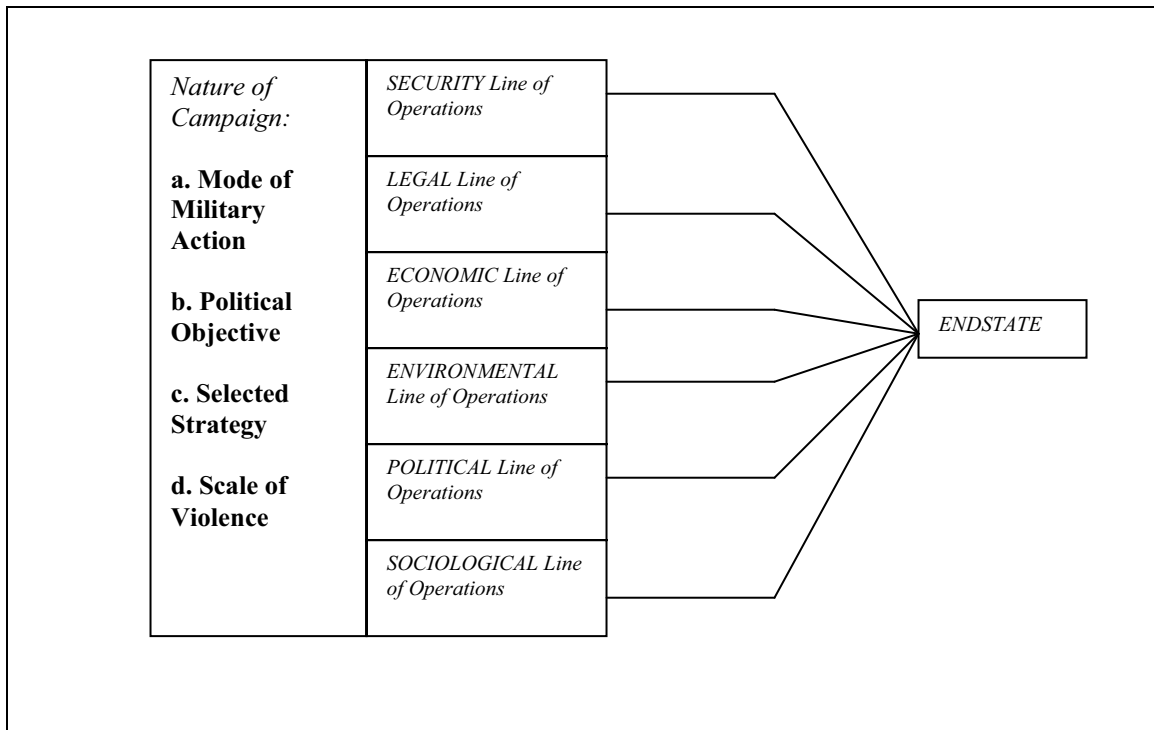 Nature of
Campaign:
a. Mode of
Military
Action
b. Political
Objective
c. Selected
Strategy
d. Scale of
Violence
SECURITY Line of
Operations
LEGAL Line of
Operations
ECONOMIC Line of
Operations
ENVIRONMENTAL
Line of Operations
POLITICAL Line of
Operations
SOCIOLOGICAL Line
of Operations
ENDSTATE